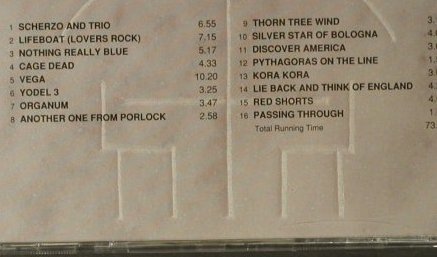 1 SCHERZO AND TRIO 6.55
2 LIFEBOAT (LOVERS ROCK) 7.15
3 NOTHING REALLY BLUE 5.17
4 CAGE DEAD 4.33
5 VEGA 10.20
6 YODEL 3 3.25
7 ORGANUM 3.47
8 ANOTHER ONE FROM PORLOCK 2.58
9 THORN TREE WIND
10 SILVER STAR OF BOLOGNA
11 DISCOVER AMERICA
12 PYTHAGORAS ON THE LINE
13 KORA KORA
14 LIE BACK AND THINK OF ENGLAND
15 RED SHORTS
16 PASSING THROUGH
Total Running Time 73.